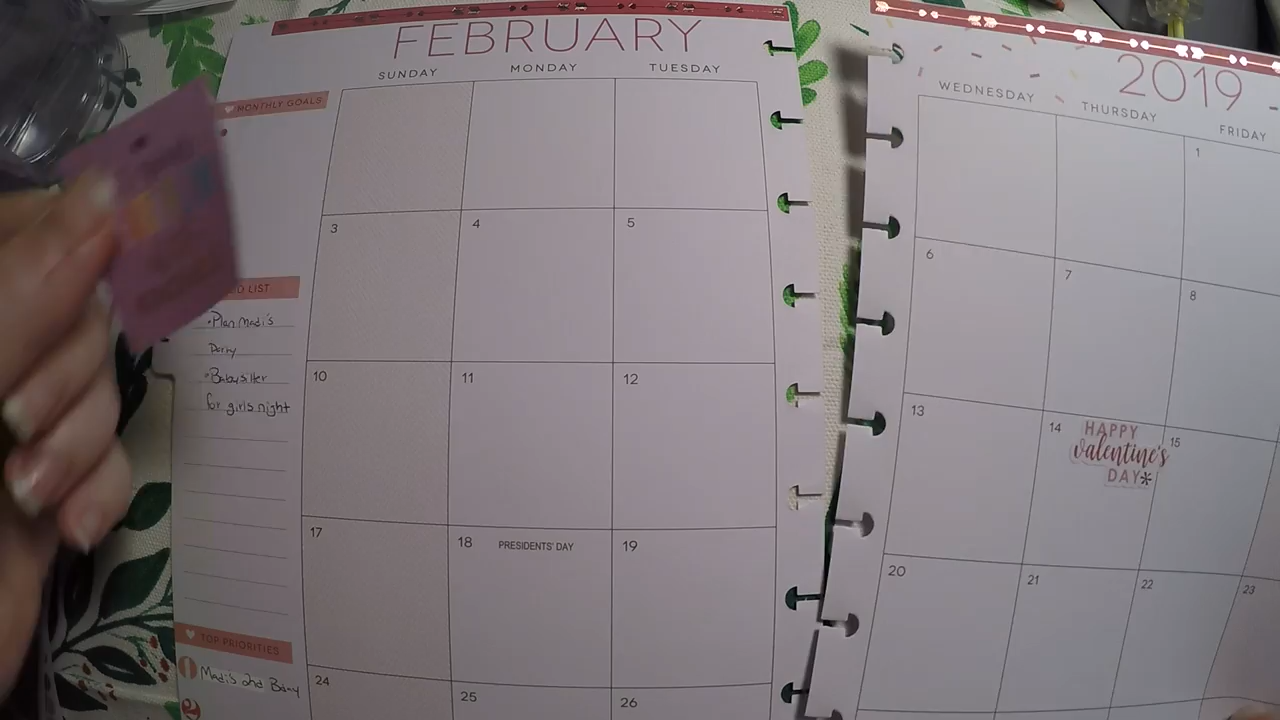 FEBRUARY
SUNDAY MONDAY TUESDAY
MONTHLY GOALS
3 4 5
LIST
• Plan Madi's
Party
• Babysitter
for girls night
10 11 12
17 18 PRESIDENTS' DAY 19
TOP PRIORITIES
1 Madi's 2nd
2
24 25 26
2019
WEDNESDAY THURSDAY FRIDAY
1
6 7 8
13 14 15
HAPPY
Valentine's
DAY*
20 21 22 23